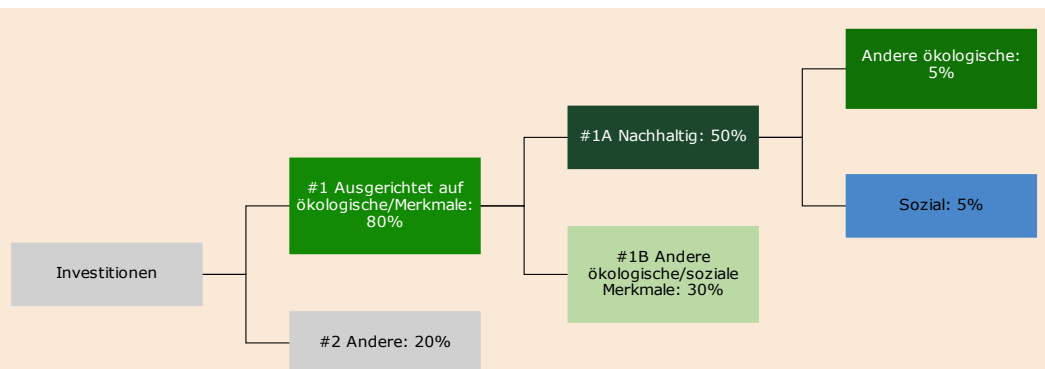 Investitionen
#1 Ausgerichtet auf
ökologische/Merkmale:
80%
#2 Andere: 20%
#1A Nachhaltig: 50%
#1B Andere
ökologische/soziale
Merkmale: 30%
Andere ökologische:
5%
Sozial: 5%